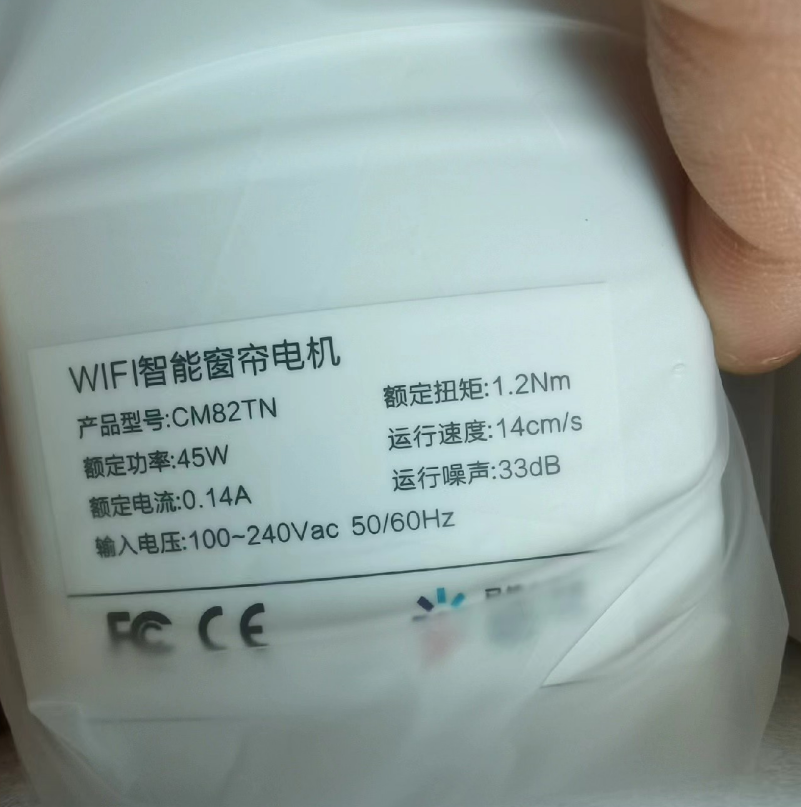 WIFI智能窗帘电机
产品型号:CM82TN
额定功率:45W
额定电流:0.14A
输入电压:100~240Vac 50/60Hz
额定扭矩:1.2Nm
运行速度:14cm/s
运行噪声:33dB
FC CE